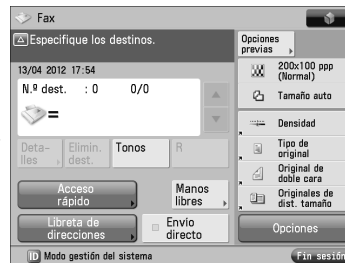 Fax
Especifique los destinos.
13/04 2012 17:54
N.º dest. : 0 0/0
=
Deta-
lles
Elimin.
dest.
Tonos
R
Acceso
rápido
Manos
libres
Libreta de
direcciones
Envío
directo
Opciones
previas
200x100 ppp
(Normal)
Tamaño auto
Densidad
Tipo de
original
Original de
doble cara
Originales de
dist. tamaño
Opciones
ID Modo gestión del sistema
Fin sesión